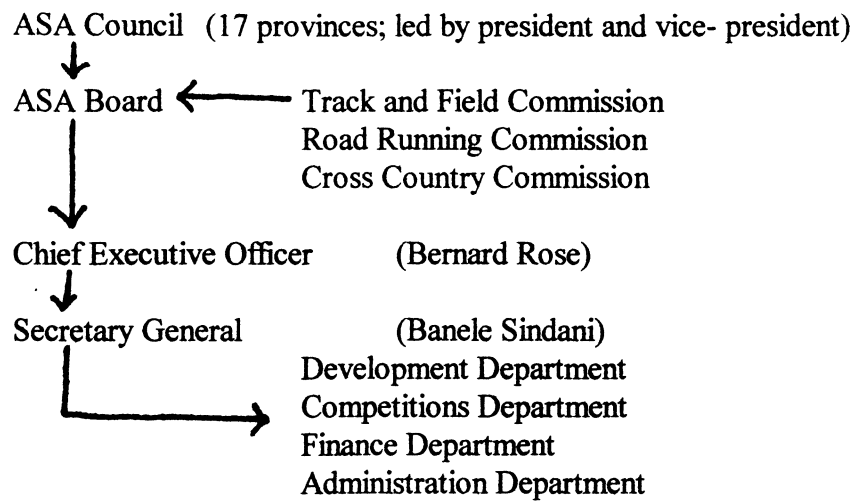 ASA Council (17 provinces; led by president and vice- president)
ASA Board Track and Field Commission
Road Running Commission
Cross Country Commission
Chief Executive Officer (Bernard Rose)
Secretary General (Banele Sindani)
Development Department
Competitions Department
Finance Department
Administration Department